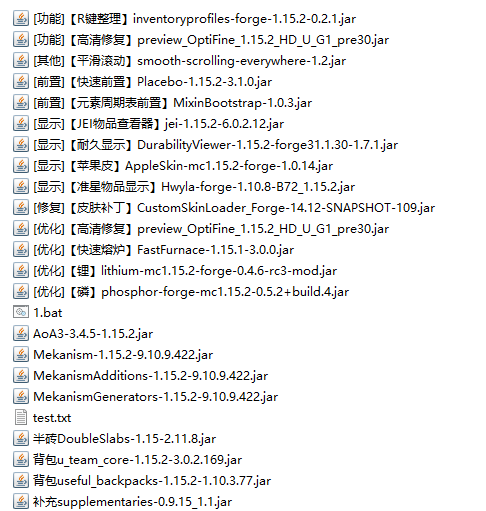 [功能]【R键整理】inventoryprofiles-forge-1.15.2-0.2.1.jar
[功能]【高清修复】preview_OptiFine_1.15.2_HD_U_G1_pre30.jar
[其他]【平滑滚动】smooth-scrolling-everywhere-1.2.jar
[前置]【快速前置】Placebo-1.15.2-3.1.0.jar
[前置]【元素周期表前置】MixinBootstrap-1.0.3.jar
[显示]【JEI物品查看器】jei-1.15.2-6.0.2.12.jar
[显示]【耐久显示】DurabilityViewer-1.15.2-forge31.1.30-1.7.1.jar
[显示]【苹果皮】AppleSkin-mc1.15.2-forge-1.0.14.jar
[显示]【准星物品显示】Hwyla-forge-1.10.8-B72_1.15.2.jar
[修复]【皮肤补丁】CustomSkinLoader_Forge-14.12-SNAPSHOT-109.jar
[优化]【高清修复】preview_OptiFine_1.15.2_HD_U_G1_pre30.jar
[优化]【快速熔炉】FastFurnace-1.15.1-3.0.0.jar
[优化]【锂】lithium-mc1.15.2-forge-0.4.6-rc3-mod.jar
[优化]【磷】phosphor-forge-mc1.15.2-0.5.2+build.4.jar
1.bat
AoA3-3.4.5-1.15.2.jar
Mekanism-1.15.2-9.10.9.422.jar
MekanismAdditions-1.15.2-9.10.9.422.jar
MekanismGenerators-1.15.2-9.10.9.422.jar
test.txt
半砖DoubleSlabs-1.15-2.11.8.jar
背包u_team_core-1.15.2-3.0.2.169.jar
背包useful_backpacks-1.15.2-1.10.3.77.jar
补充supplementaries-0.9.15_1.1.jar